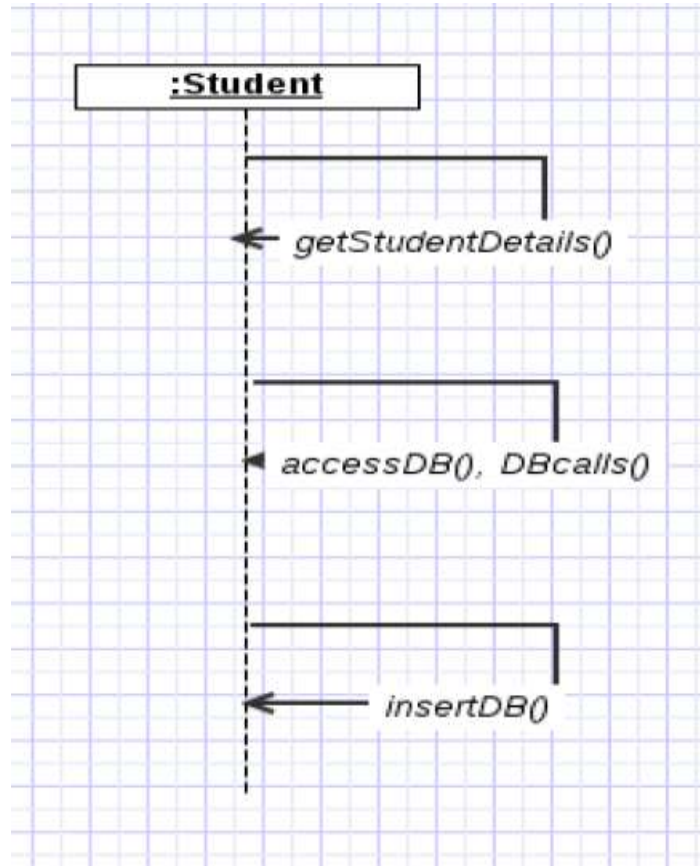 :Student
getStudentDetails()
accessDB(), DBcalls()
insertDB()